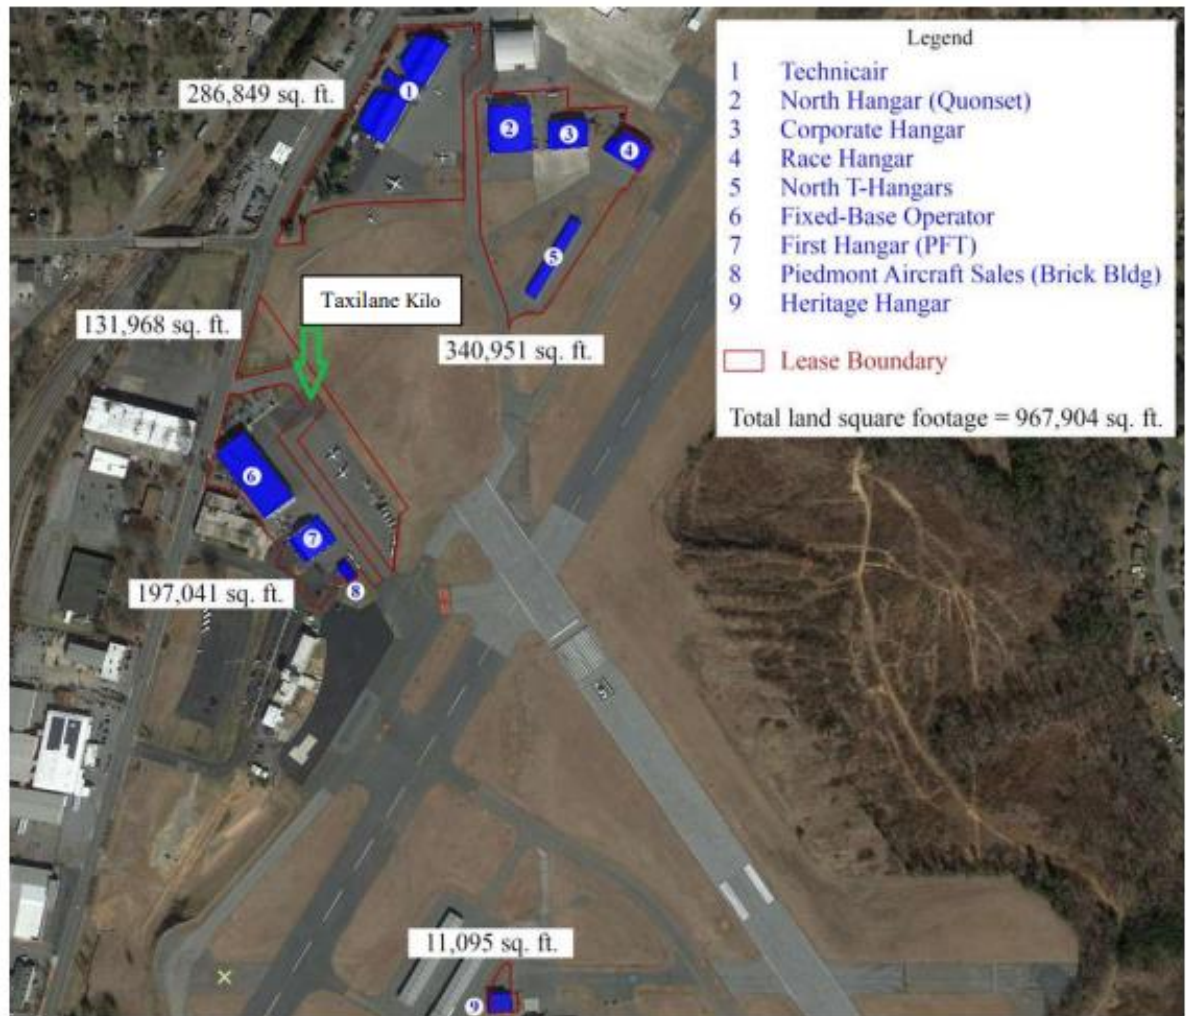 Legend
1 Technicair
2 North Hangar (Quonset)
3 Corporate Hangar
4 Race Hangar
5 North T-Hangars
6 Fixed-Base Operator
7 First Hangar (PFT)
8 Piedmont Aircraft Sales (Brick Bldg)
9 Heritage Hangar
Lease Boundary
Total land square footage = 967,904 sq. ft.
286,849 sq. ft.
1
2
3
4
5
Taxilane Kilo
131,968 sq. ft.
340,951 sq. ft.
6
7
8
197,041 sq. ft.
11,095 sq. ft.
9